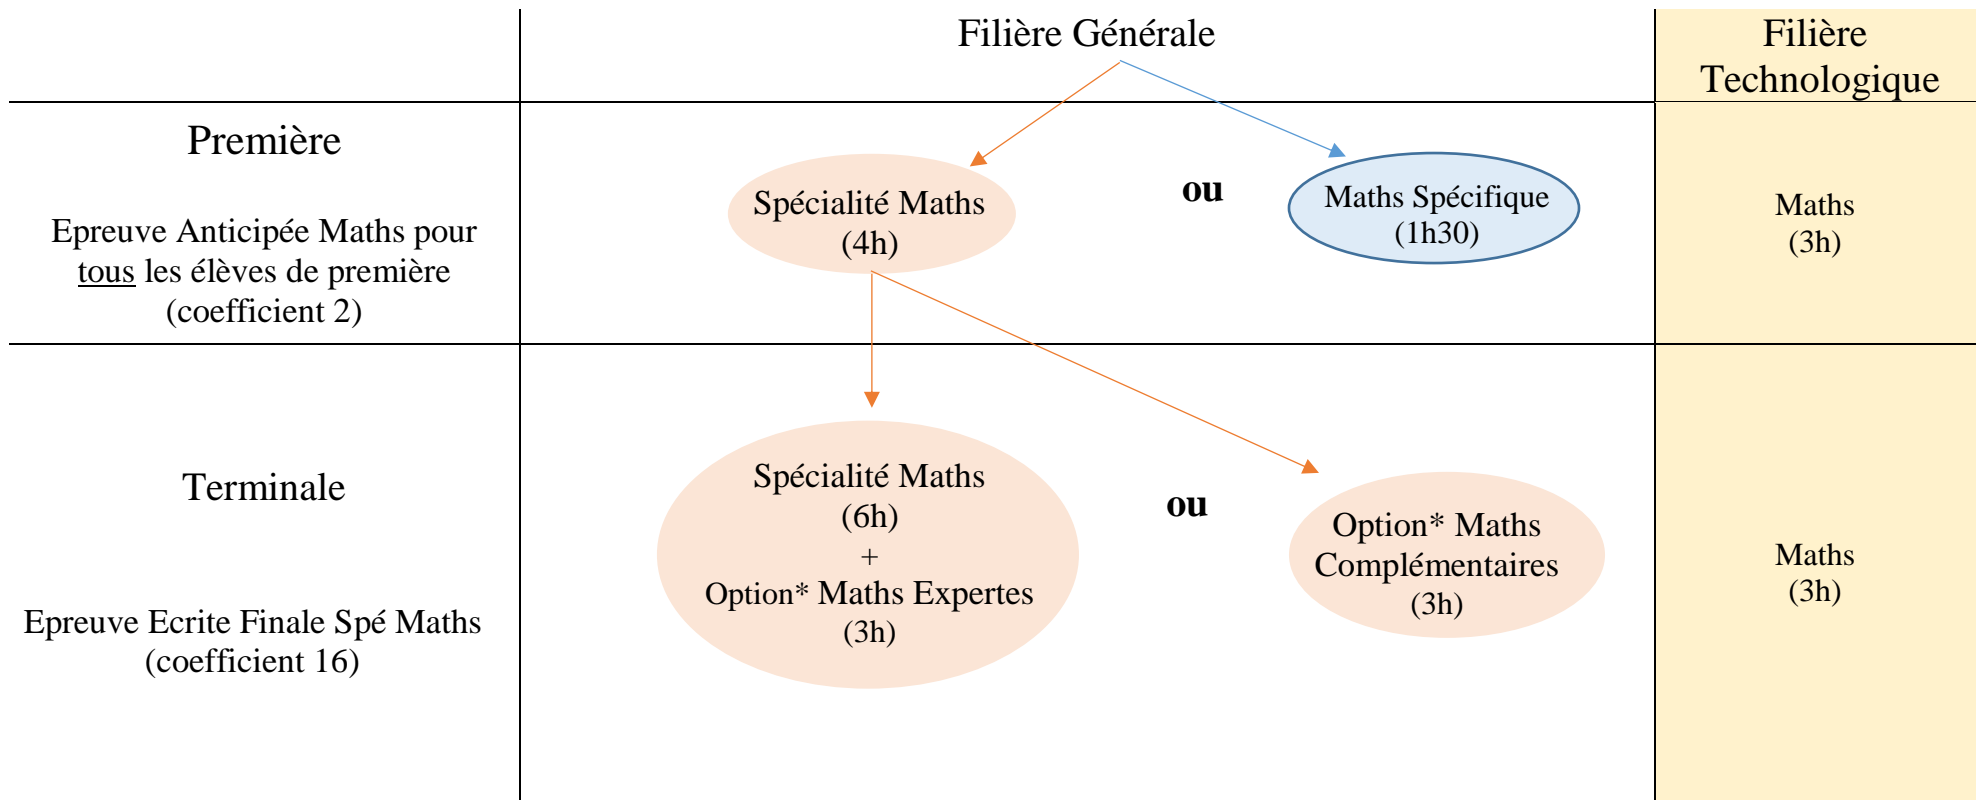 Filière Générale
Filière
Technologique
Première
Epreuve Anticipée Maths pour
tous les élèves de première
(coefficient 2)
Spécialité Maths
(4h)
ou
Maths Spécifique
(1h30)
Maths
(3h)
Terminale
Epreuve Ecrite Finale Spé Maths
(coefficient 16)
Spécialité Maths
(6h)
+
Option* Maths Expertes
(3h)
ou
Option* Maths
Complémentaires
(3h)
Maths
(3h)